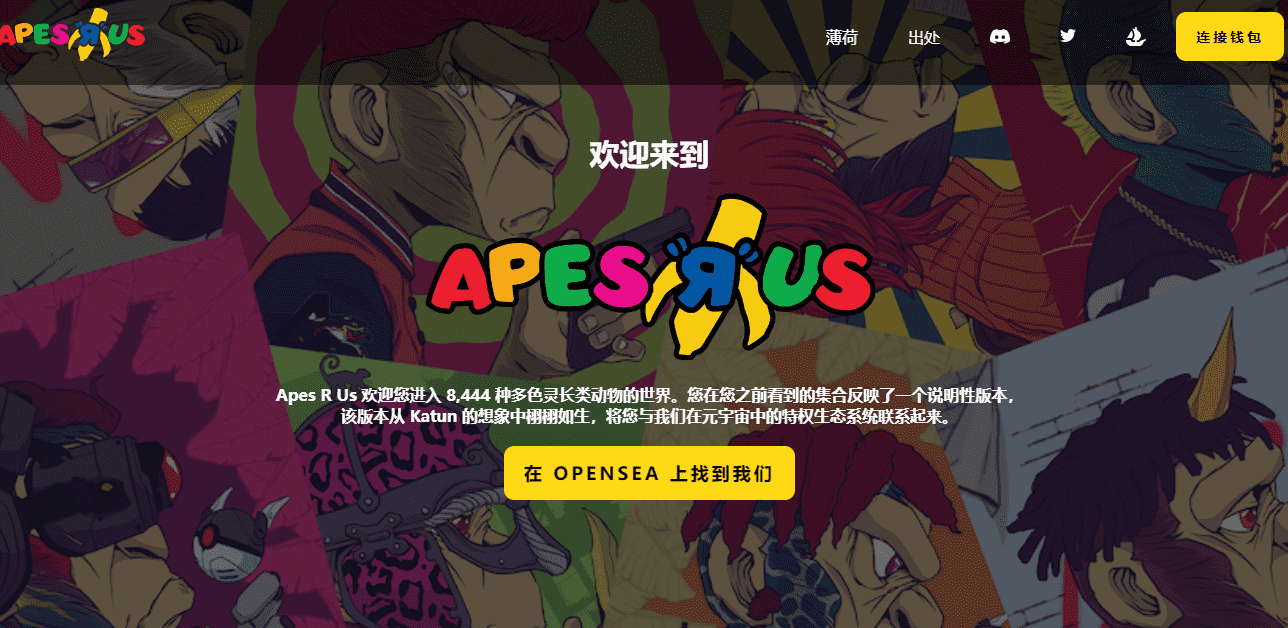 APES R US
薄荷
出处
连接钱包
欢迎来到
APES R US
Apes R Us 欢迎您进入 8,444 种多色灵长类动物的世界。您在您之前看到的集合反映了一个说明性版本，
该版本从 Katun 的想象中栩栩如生，将您与我们在元宇宙中的特权生态系统联系起来。
在 OPENSEA 上找到我们